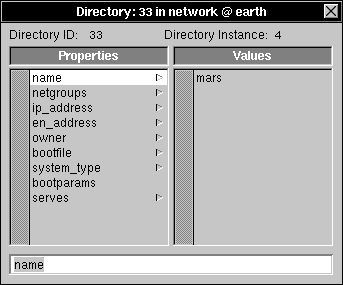 Directory: 33 in network @ earth
Directory ID: 33 Directory Instance: 4
Properties Values
name mars
netgroups
ip_address
en_address
owner
bootfile
system_type
bootparams
serves
name